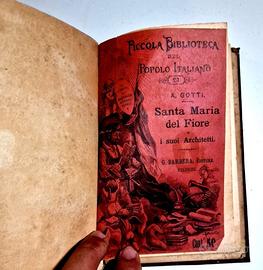 PICCOLA BIBLIOTECA
DEL
POPOLO ITALIANO
A. GOTTI.
Santa Maria
del Fiore
e
i suoi Architetti.
G. BARBÈRA, EDITORE
FIRENZE